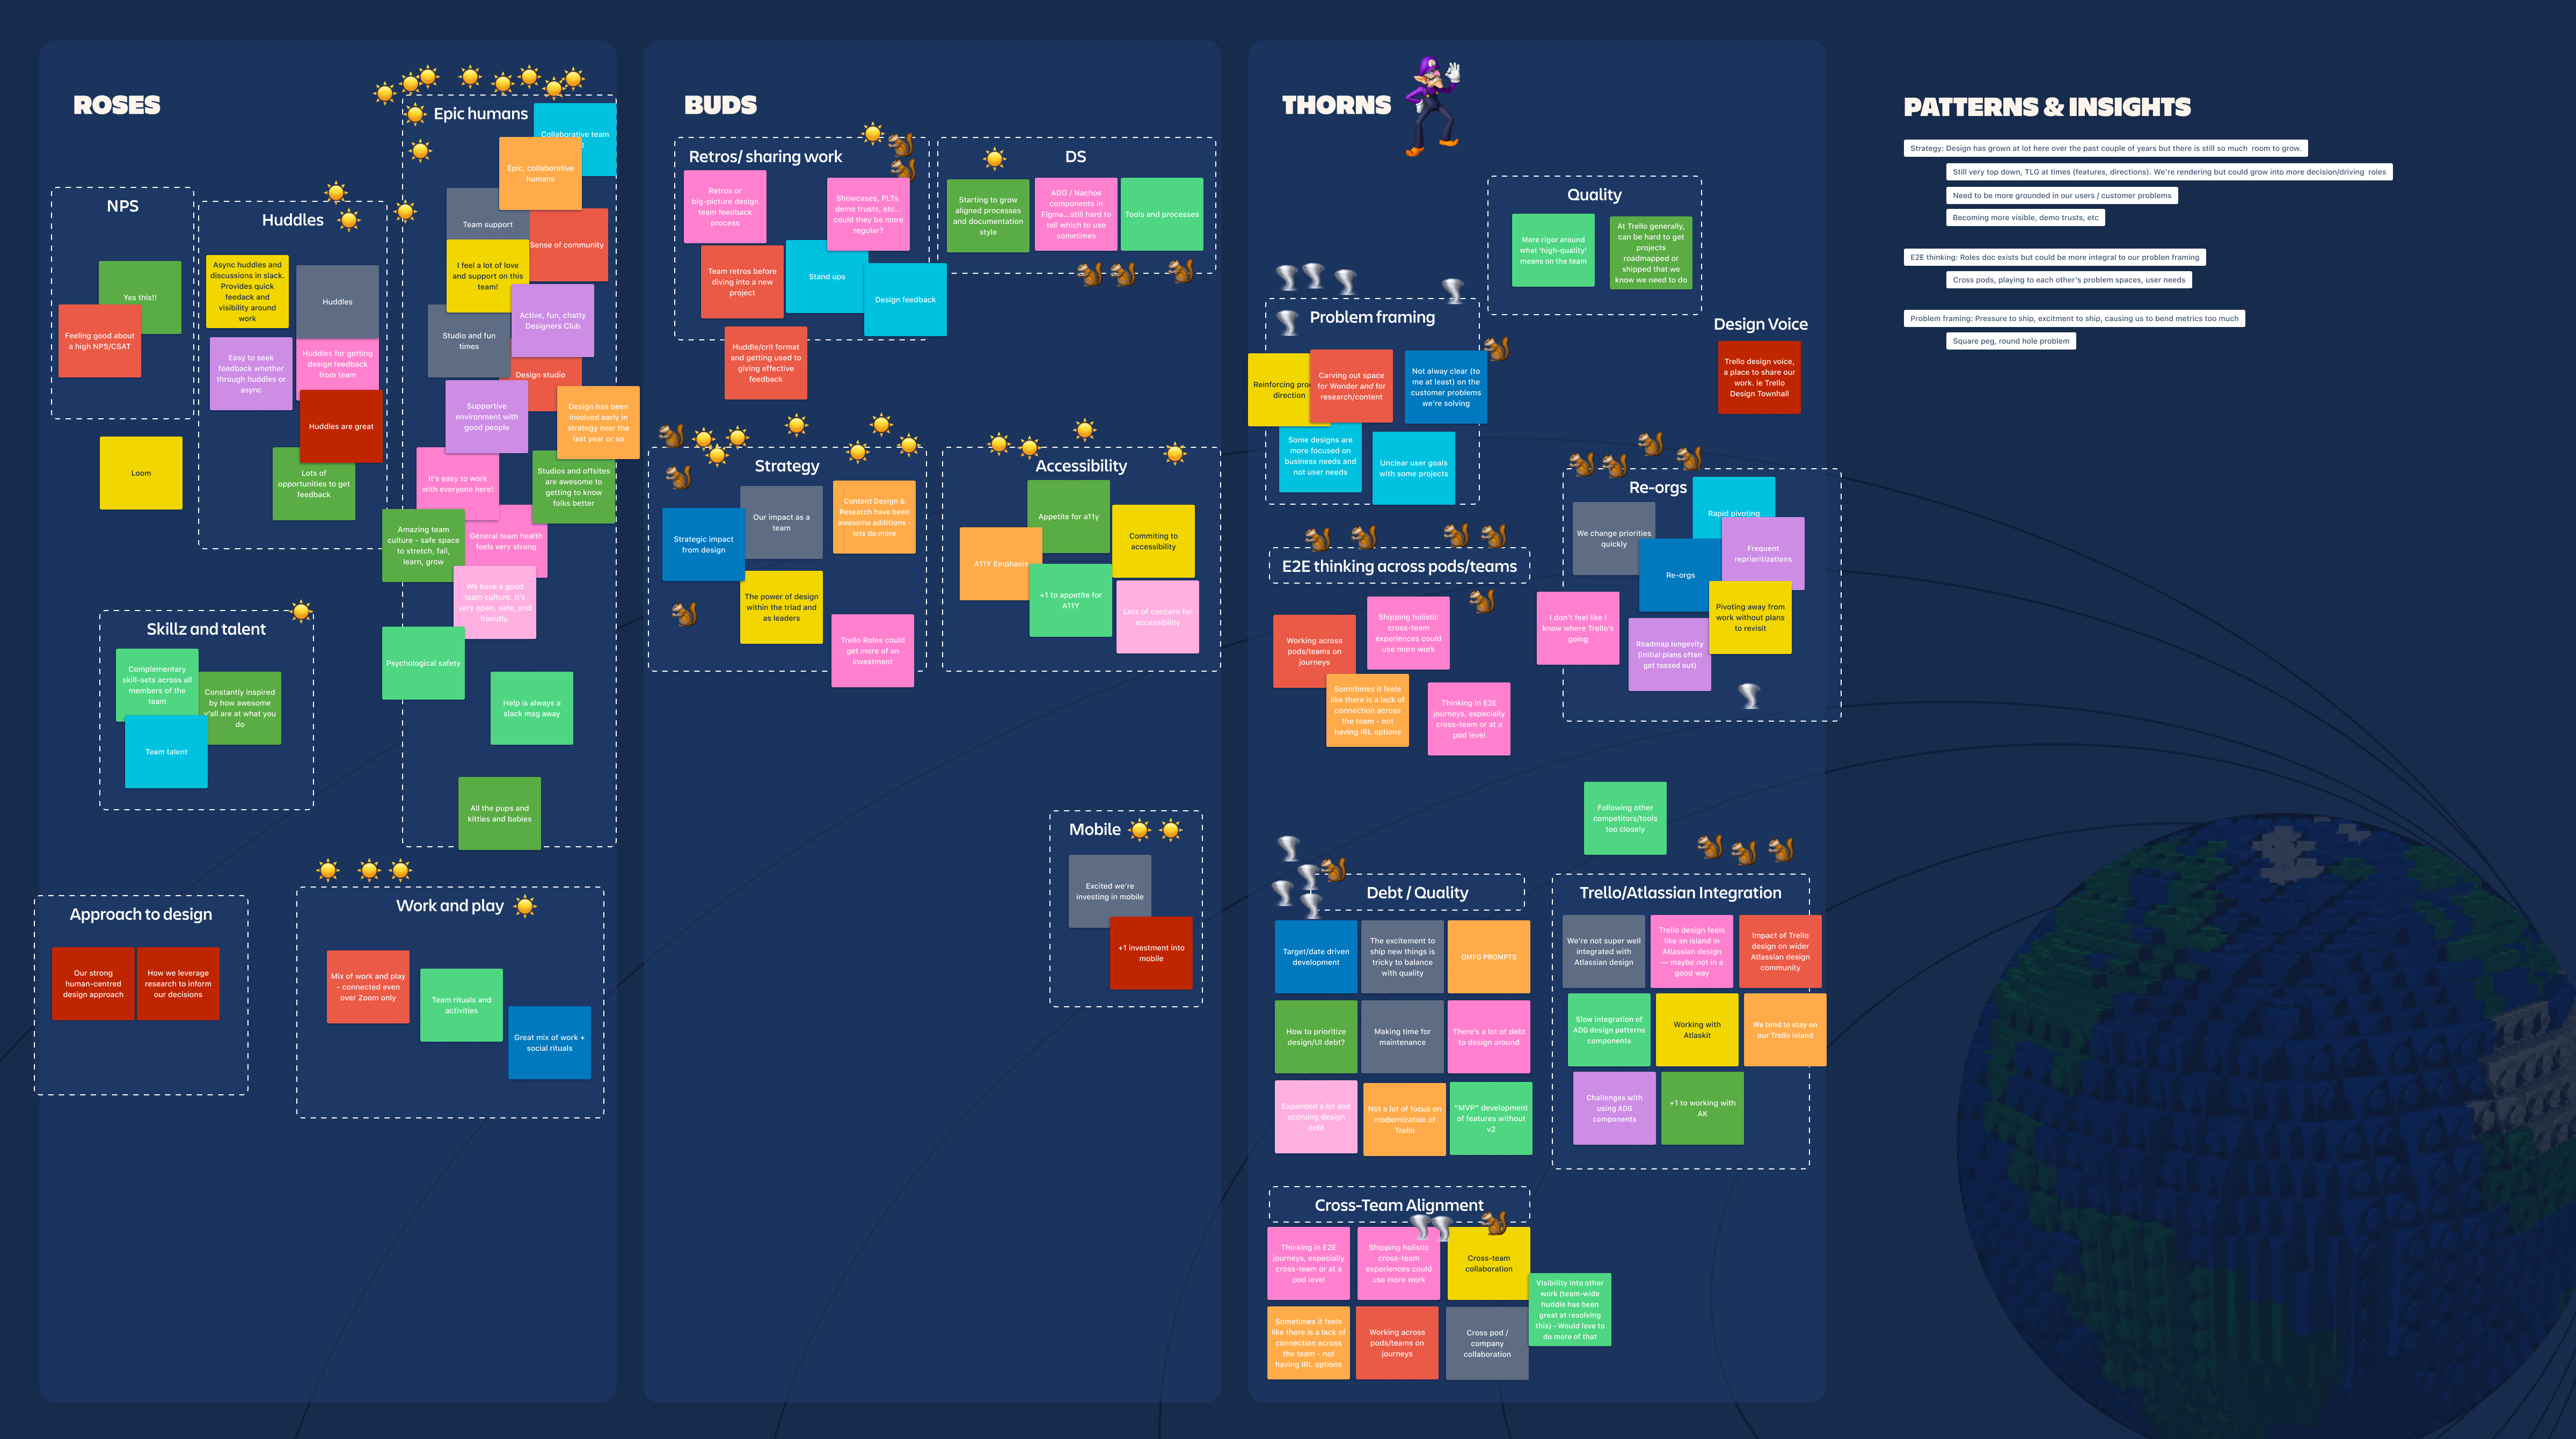 ROSES
NPS
Yes this!!
Feeling good about
a high NPS/CSAT
Loom
Huddles
Async huddles and
discussions in slack.
Provides quick
feedack and
visibility around
work
Huddles
Easy to seek
feedback whether
through huddles or
async
Huddles for getting
design feedback
from team
Huddles are great
Lots of
opportunities to get
feedback
Epic humans
Collaborative team
Epic, collaborative
humans
Team support
Sense of community
I feel a lot of love
and support on this
team!
Active, fun, chatty
Designers Club
Studio and fun
times
Design studio
Supportive
environment with
good people
Design has been
involved early in
strategy over the
last year or so
It's easy to work
with everyone here!
Studios and offsites
are awesome to
getting to know
folks better
Amazing team
culture - safe space
to stretch, fail,
learn, grow
General team health
feels very strong
We have a good
team culture. It's
very open, safe, and
friendly.
Psychological safety
Help is always a
slack msg away
All the pups and
kitties and babies
Skillz and talent
Complementary
skill-sets across all
members of the
team
Constantly inspired
by how awesome
y'all are at what you
do
Team talent
Approach to design
Our strong
human-centred
design approach
How we leverage
research to inform
our decisions
Work and play
Mix of work and play
- connected even
over Zoom only
Team rituals and
activities
Great mix of work +
social rituals
BUDS
Retros/ sharing work
Retros or
big-picture design
team feedback
process
Showcases, PLTs,
demo trusts, etc...
could they be more
regular?
Team retros before
diving into a new
project
Stand ups
Design feedback
Huddle/crit format
and getting used to
giving effective
feedback
DS
Starting to grow
aligned processes
and documentation
style
ADG / Nachos
components in
Figma...still hard to
tell which to use
sometimes
Tools and processes
Strategy
Our impact as a
team
Content Design &
Research have been
awesome additions -
lets do more
Strategic impact
from design
The power of design
within the triad and
as leaders
Trello Roles could
get more of an
investment
Accessibility
Appetite for a11y
Commiting to
accessibility
A11Y Emphasis
+1 to appetite for
A11Y
Lots of concern for
accessibility
Mobile
Excited we're
investing in mobile
+1 investment into
mobile
THORNS
Quality
More rigor around
what 'high-quality'
means on the team
At Trello generally,
can be hard to get
projects
roadmapped or
shipped that we
know we need to do
Problem framing
Reinforcing
direction
Carving out space
for Wonder and for
research/content
Not alway clear (to
me at least) on the
customer problems
we're solving
Some designs are
more focused on
business needs and
not user needs
Unclear user goals
with some projects
Design Voice
Trello design voice,
a place to share our
work. ie Trello
Design Townhall
E2E thinking across pods/teams
Working across
pods/teams on
journeys
Shipping holistic
cross-team
experiences could
use more work
Sometimes it feels
like there is a lack of
connection across
the team - not
having IRL options
Thinking in E2E
journeys, especially
cross-team or at a
pod level
Re-orgs
We change priorities
quickly
Rapid pivoting
Frequent
reprioritizations
Re-orgs
Pivoting away from
work without plans
to revisit
I don't feel like I
know where Trello's
going
Roadmap longevity
(initial plans often
get tossed out)
Following other
competitors/tools
too closely
Debt / Quality
Target/date driven
development
The excitement to
ship new things is
tricky to balance
with quality
OMFG PROMPTS
How to prioritize
design/UI debt?
Making time for
maintenance
There's a lot of debt
to design around
Expanded a lot and
accruing design
debt
Not a lot of focus on
modernization of
Trello
"MVP" development
of features without
v2
Trello/Atlassian Integration
We're not super well
integrated with
Atlassian design
Trello design feels
like an island in
Atlassian design
— maybe not in a
good way
Impact of Trello
design on wider
Atlassian design
community
Slow integration of
ADG design patterns
components
Working with
Atlaskit
We tend to stay on
our Trello island
Challenges with
using ADG
components
+1 to working with
AK
Cross-Team Alignment
Thinking in E2E
journeys, especially
cross-team or at a
pod level
Shipping holistic
cross-team
experiences could
use more work
Cross-team
collaboration
Sometimes it feels
like there is a lack of
connection across
the team - not
having IRL options
Working across
pods/teams on
journeys
Cross pod /
company
collaboration
Visibility into other
work (team-wide
huddle has been
great at resolving
this) - Would love to
do more of that
PATTERNS & INSIGHTS
Strategy: Design has grown at lot here over the past couple of years but there is still so much room to grow.
Still very top down, TLG at times (features, directions). We're rendering but could grow into more decision/driving roles
Need to be more grounded in our users / customer problems
Becoming more visible, demo trusts, etc
E2E thinking: Roles doc exists but could be more integral to our problen framing
Cross pods, playing to each other's problem spaces, user needs
Problem framing: Pressure to ship, excitment to ship, causing us to bend metrics too much
Square peg, round hole problem